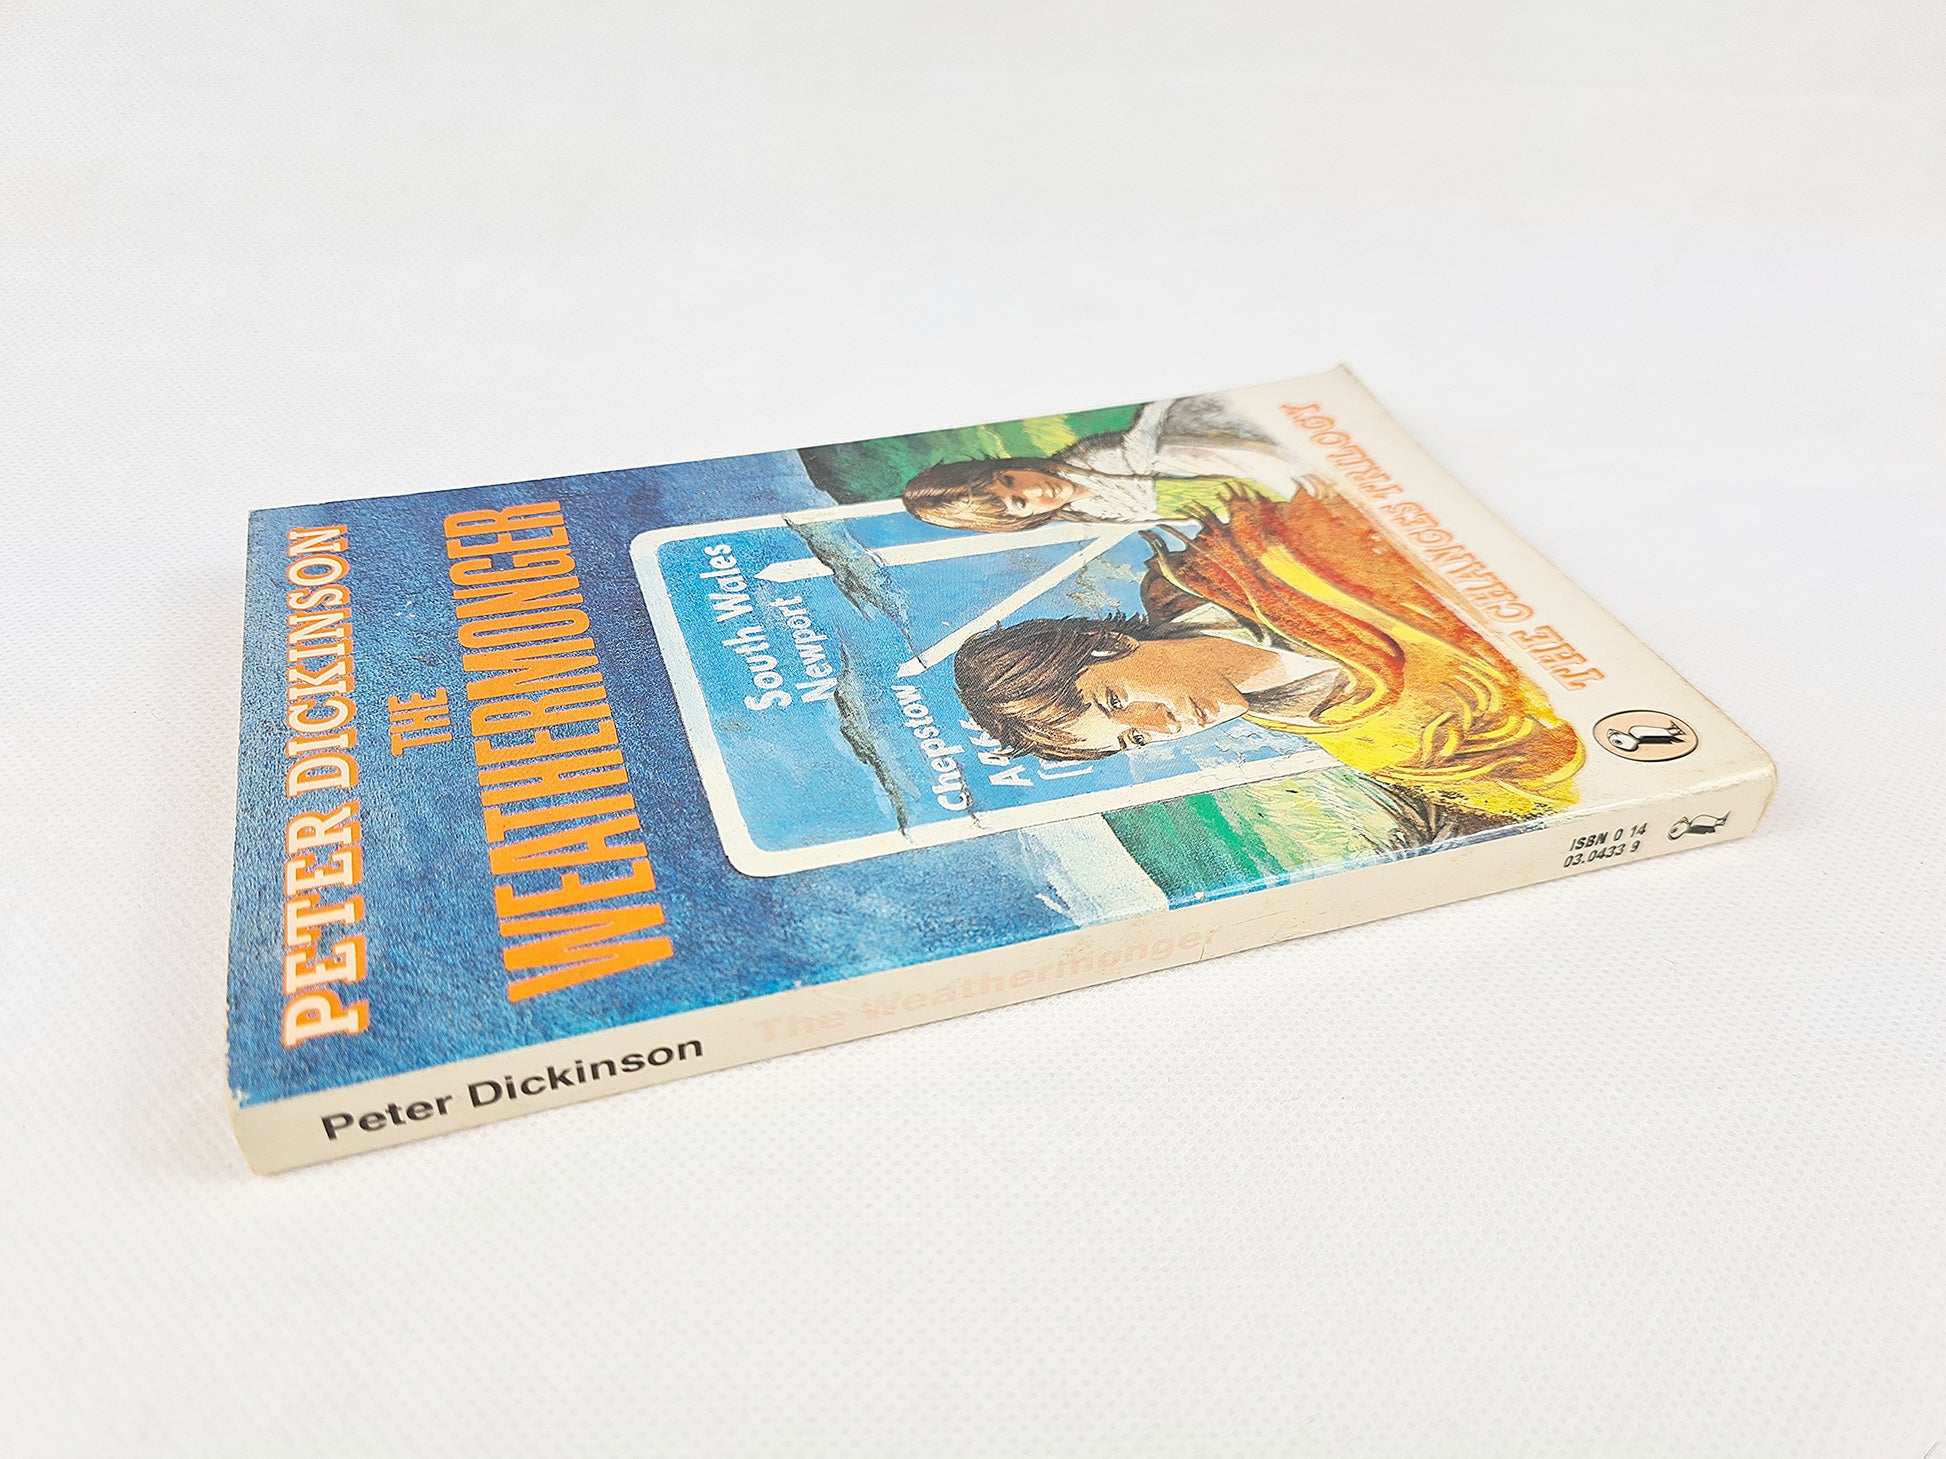 PETER DICKINSON
THE
WEATHERMONGER
South Wales
Newport
Chepstow
A466
THE CHANGES TRILOGY
Peter Dickinson
The Weathermonger
ISBN 0 14
03.0433 9